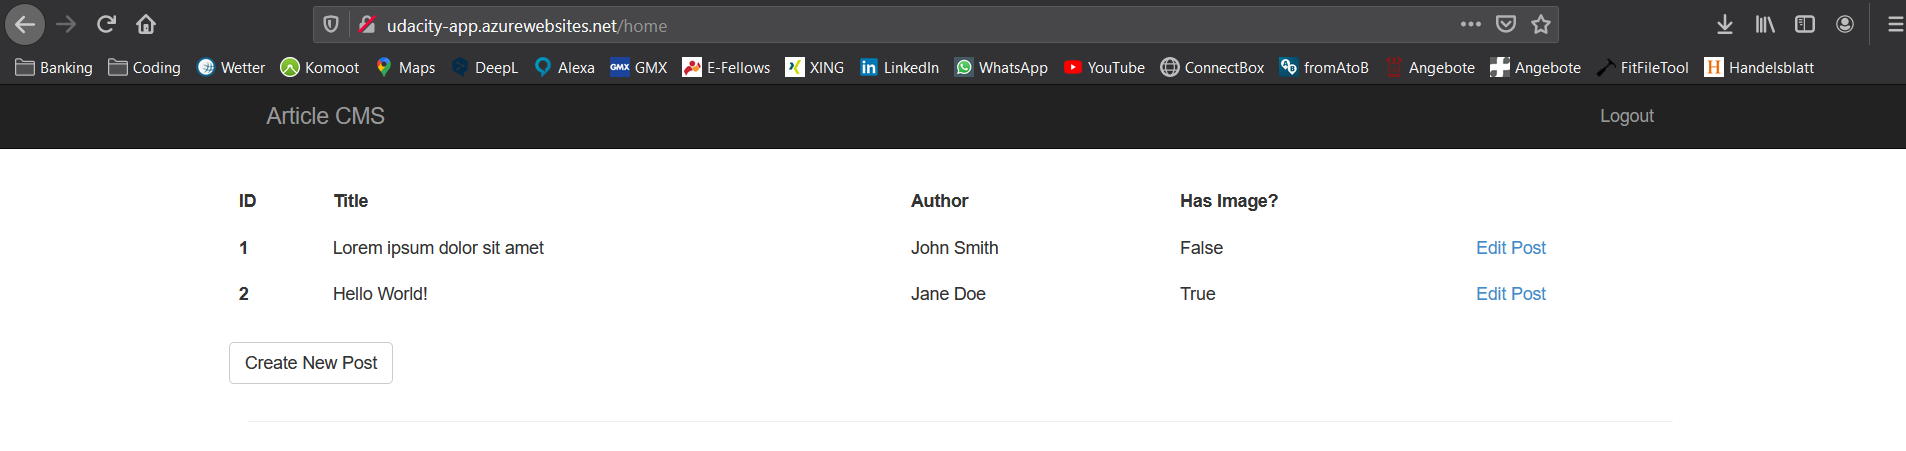 udacity-app.azurewebsites.net/home
Banking Coding Wetter Komoot Maps DeepL Alexa GMX GMX E-Fellows XING in LinkedIn WhatsApp YouTube ConnectBox fromAtoB Angebote Angebote FitFileTool H Handelsblatt
Article CMS Logout
ID Title Author Has Image?
1 Lorem ipsum dolor sit amet John Smith False Edit Post
2 Hello World! Jane Doe True Edit Post
Create New Post